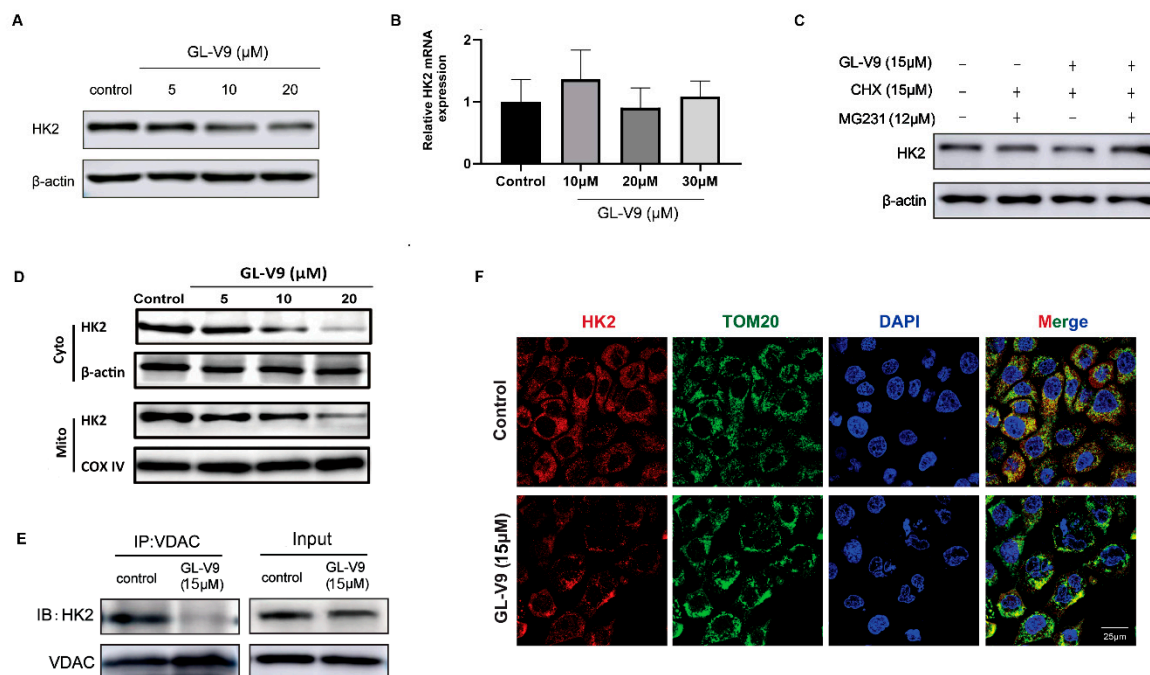 A
GL-V9 (μM)
control 5 10 20
HK2
β-actin
B
Relative HK2 mRNA
expression
2
1
0
Control 10μM 20μM 30μM
GL-V9 (μM)
C
GL-V9 (15μM) − − + +
CHX (15μM) − + + +
MG231 (12μM) − + − +
HK2
β-actin
D
GL-V9 (μM)
Control 5 10 20
Cyto
HK2
β-actin
Mito
HK2
COX IV
E
IP:VDAC Input
control GL-V9 control GL-V9
(15μM) (15μM)
IB : HK2
VDAC
F
HK2 TOM20 DAPI Merge
Control
GL-V9 (15μM)
25μm